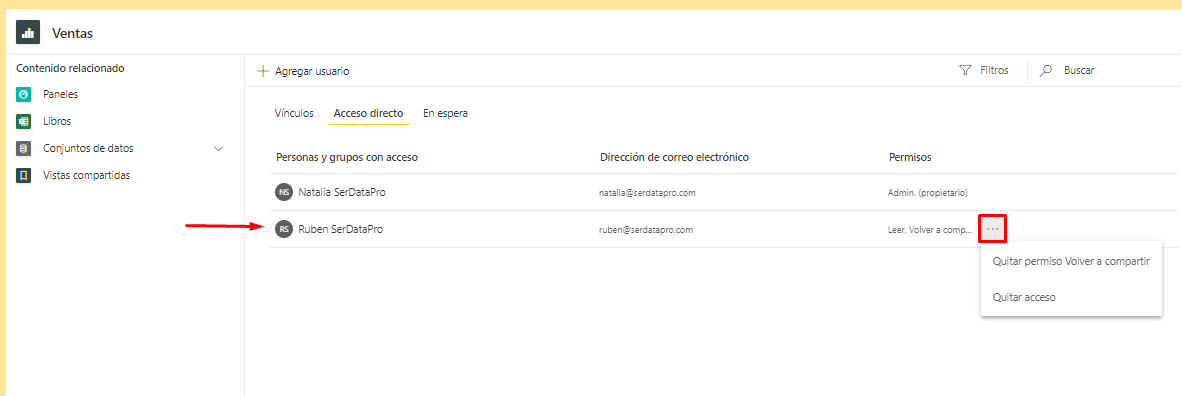 Ventas
Contenido relacionado
Paneles
Libros
Conjuntos de datos
Vistas compartidas
Agregar usuario
Filtros
Buscar
Vínculos
Acceso directo
En espera
Personas y grupos con acceso
Dirección de correo electrónico
Permisos
NS
Natalia SerDataPro
natalia@serdatapro.com
Admin. (propietario)
RS
Ruben SerDataPro
ruben@serdatapro.com
Leer, Volver a comp...
Quitar permiso Volver a compartir
Quitar acceso